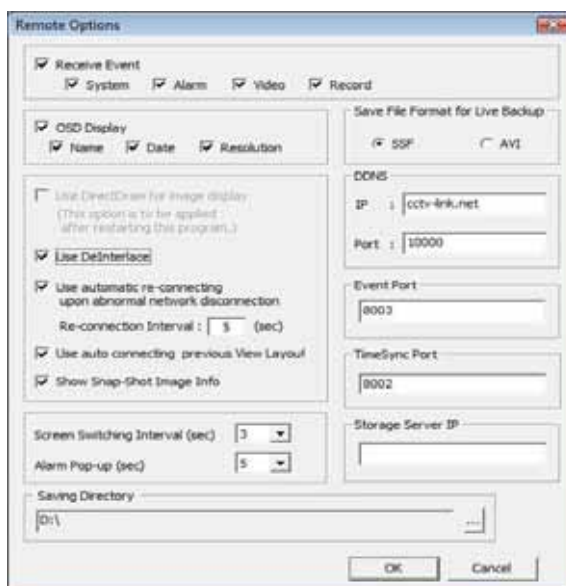 Remote Options
Receive Event
System Alarm Video Record
OSD Display
Name Date Resolution
Save File Format for Live Backup
SSF AVI
Use DirectDraw for image display
(This option is to be applied
after restarting this program.)
Use DeInterlace
Use automatic re-connecting
upon abnormal network disconnection
Re-connection Interval : 5 (sec)
Use auto connecting previous View Layout
Show Snap-Shot Image Info
DDNS
IP : cctv-link.net
Port : 10000
Event Port
8003
TimeSync Port
8002
Screen Switching Interval (sec) 3
Alarm Pop-up (sec) 5
Storage Server IP
Saving Directory
D:\
...
OK Cancel